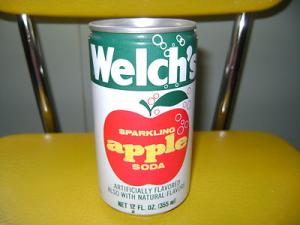 Welch's
SPARKLING
apple
SODA
ARTIFICIALLY FLAVORED
ALSO WITH NATURAL FLAVORS
NET 12 FL. OZ. (355 ml)